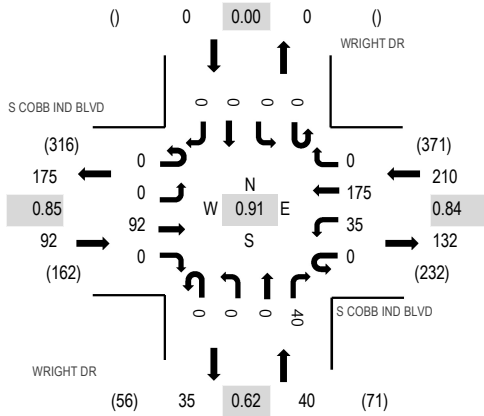 () 0 0.00 0 ()
WRIGHT DR
S COBB IND BLVD
0 0 0 0
(316) 0 0 (371)
175 210
0 175
0.85 W N 0.91 E S 0.84
92 92 35 132
0 0
(162) (232)
0 0 0 40
S COBB IND BLVD
WRIGHT DR
(56) 35 0.62 40 (71)